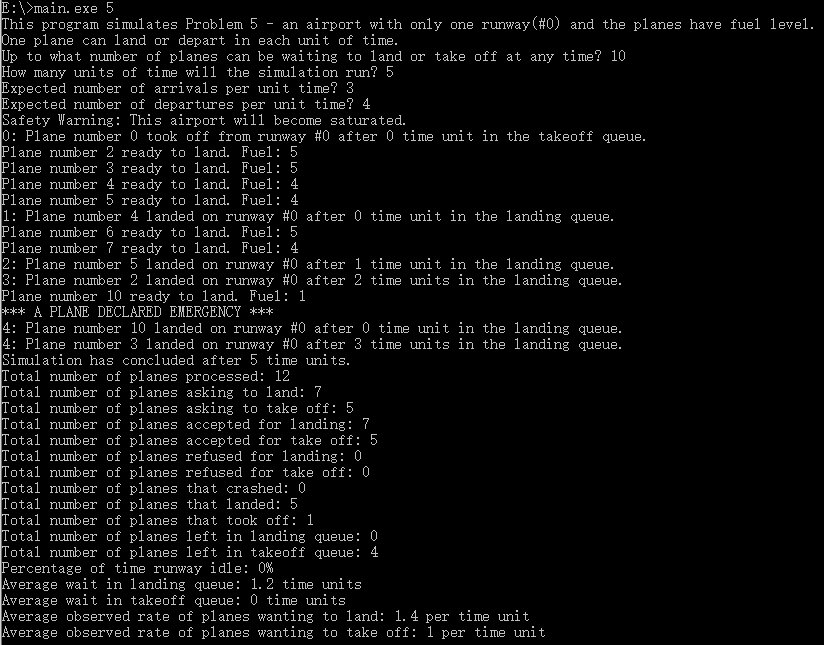 E:\>main.exe 5
This program simulates Problem 5 - an airport with only one runway(#0) and the planes have fuel level.
One plane can land or depart in each unit of time.
Up to what number of planes can be waiting to land or take off at any time? 10
How many units of time will the simulation run? 5
Expected number of arrivals per unit time? 3
Expected number of departures per unit time? 4
Safety Warning: This airport will become saturated.
0: Plane number 0 took off from runway #0 after 0 time unit in the takeoff queue.
Plane number 2 ready to land. Fuel: 5
Plane number 3 ready to land. Fuel: 5
Plane number 4 ready to land. Fuel: 4
Plane number 5 ready to land. Fuel: 4
1: Plane number 4 landed on runway #0 after 0 time unit in the landing queue.
Plane number 6 ready to land. Fuel: 5
Plane number 7 ready to land. Fuel: 4
2: Plane number 5 landed on runway #0 after 1 time unit in the landing queue.
3: Plane number 2 landed on runway #0 after 2 time units in the landing queue.
Plane number 10 ready to land. Fuel: 1
*** A PLANE DECLARED EMERGENCY ***
4: Plane number 10 landed on runway #0 after 0 time unit in the landing queue.
4: Plane number 3 landed on runway #0 after 3 time units in the landing queue.
Simulation has concluded after 5 time units.
Total number of planes processed: 12
Total number of planes asking to land: 7
Total number of planes asking to take off: 5
Total number of planes accepted for landing: 7
Total number of planes accepted for take off: 5
Total number of planes refused for landing: 0
Total number of planes refused for take off: 0
Total number of planes that crashed: 0
Total number of planes that landed: 5
Total number of planes that took off: 1
Total number of planes left in landing queue: 0
Total number of planes left in takeoff queue: 4
Percentage of time runway idle: 0%
Average wait in landing queue: 1.2 time units
Average wait in takeoff queue: 0 time units
Average observed rate of planes wanting to land: 1.4 per time unit
Average observed rate of planes wanting to take off: 1 per time unit